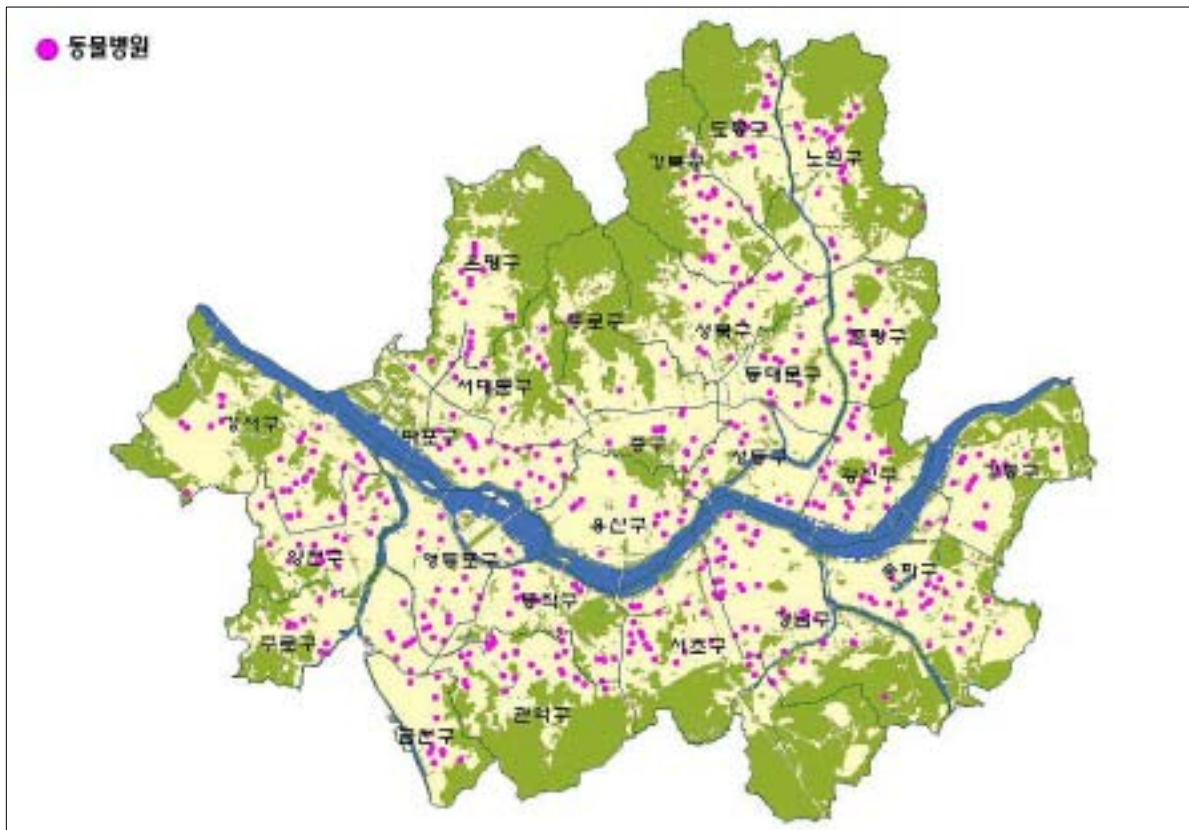 동물병원
도봉구
강북구
노원구
은평구
종로구
성북구
중랑구
동대문구
서대문구
강서구
마포구
중구
성동구
광진구
강동구
용산구
양천구
영등포구
송파구
동작구
강남구
구로구
서초구
관악구
금천구